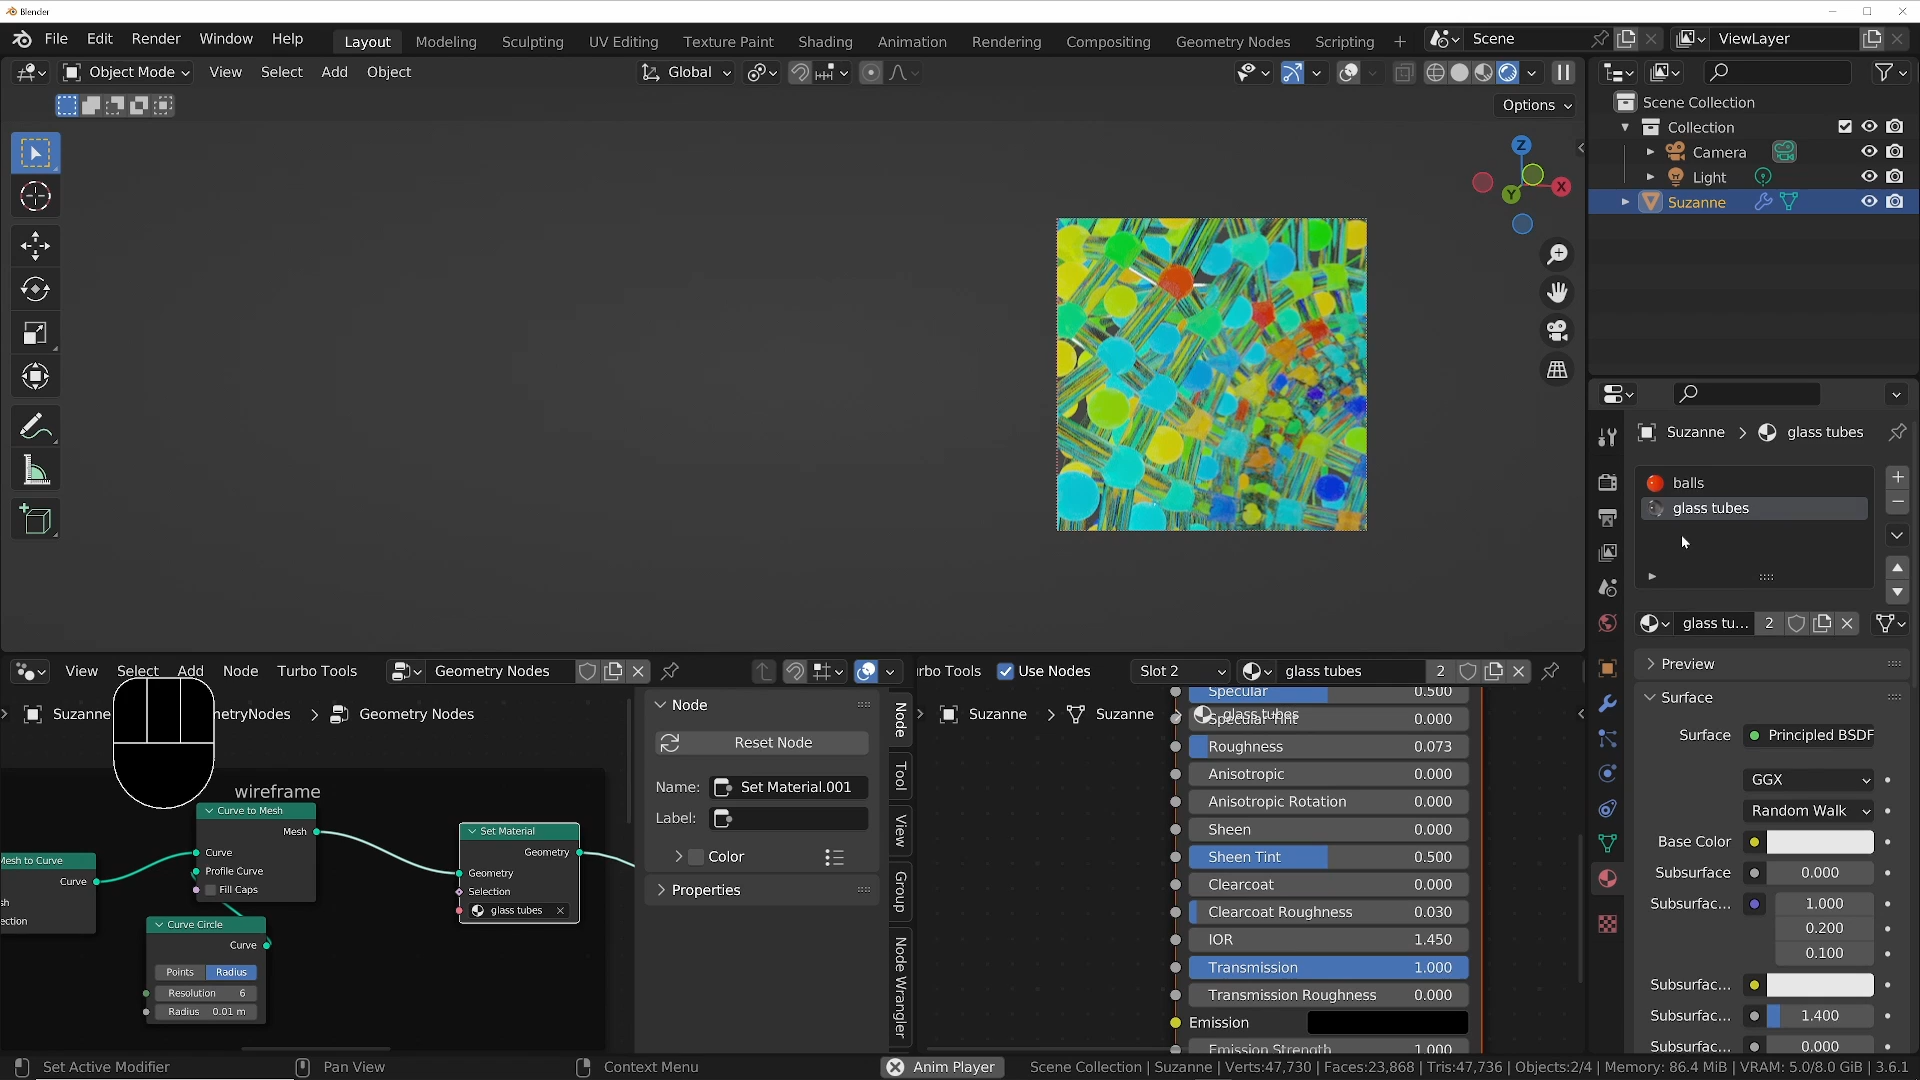 Blender
File Edit Render Window Help Layout Modeling Sculpting UV Editing Texture Paint Shading Animation Rendering Compositing Geometry Nodes Scripting + Scene ViewLayer
Object Mode View Select Add Object Global
Options
Scene Collection
Collection
Camera
Light
Suzanne
Z
X
Y
Suzanne > glass tubes
balls
glass tubes
glass tu... 2
Preview
Surface
Surface Principled BSDF
GGX
Random Walk
Base Color
Subsurface 0.000
Subsurfac... 1.000
0.200
0.100
Subsurfac...
Subsurfac... 1.400
Subsurfac... 0.000
View Select Add Node Turbo Tools Geometry Nodes
Suzanne metryNodes > Geometry Nodes
wireframe
Curve to Mesh
Mesh
Curve
Profile Curve
Fill Caps
Mesh to Curve
Curve
sh
ection
Curve Circle
Curve
Points Radius
Resolution 6
Radius 0.01 m
Set Material
Geometry
Geometry
Selection
glass tubes
Node
Reset Node
Name: Set Material.001
Label:
Color
Properties
Node
Tool
View
Group
Node Wrangler
rbo Tools Use Nodes Slot 2 glass tubes 2
Suzanne > Suzanne glass tubes
Specular 0.500
Specular Tint 0.000
Roughness 0.073
Anisotropic 0.000
Anisotropic Rotation 0.000
Sheen 0.000
Sheen Tint 0.500
Clearcoat 0.000
Clearcoat Roughness 0.030
IOR 1.450
Transmission 1.000
Transmission Roughness 0.000
Emission
Emission Strength 1.000
Set Active Modifier Pan View Context Menu Anim Player Scene Collection | Suzanne | Verts:47,730 | Faces:23,868 | Tris:47,736 | Objects:2/4 | Memory: 86.4 MiB | VRAM: 5.0/8.0 GiB | 3.6.1